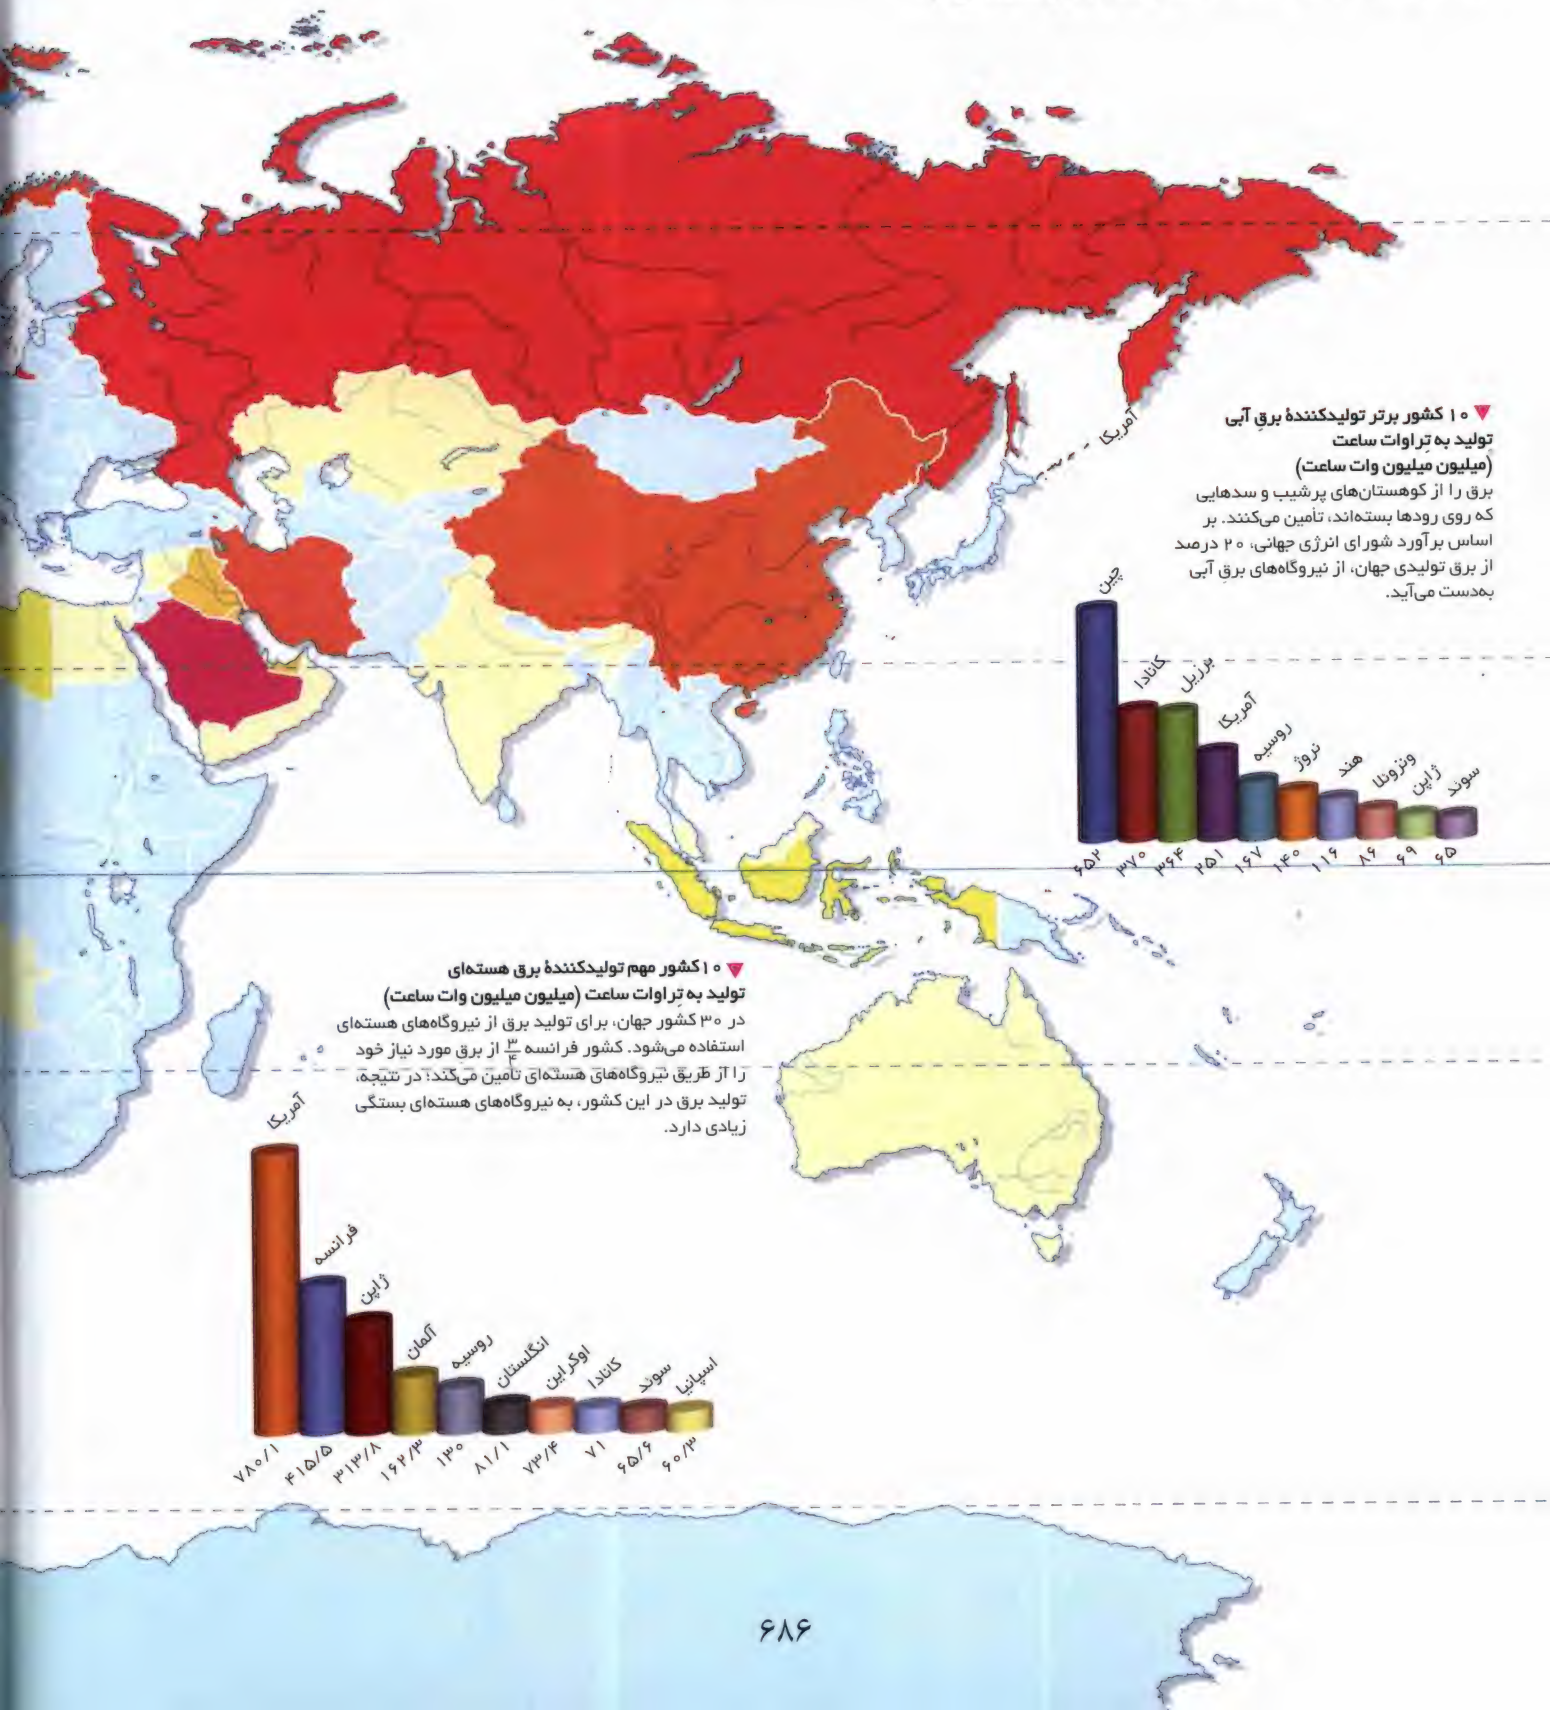 آمریکا
۱۰ کشور برتر تولیدکنندهٔ برقِ آبی
تولید به تِراوات ساعت
(میلیون میلیون وات ساعت)
برق را از کوهستان‌های پرشیب و سدهایی
که روی رودها بسته‌اند، تأمین می‌کنند. بر
اساس برآورد شورای انرژی جهانی، ۲۰ درصد
از برق تولیدی جهان، از نیروگاه‌های برقِ آبی
به‌دست می‌آید.
چین
کانادا
برزیل
آمریکا
روسیه
نروژ
هند
ونزوئلا
ژاپن
سوئد
۶۵۲
۳۷۰
۳۶۴
۲۵۱
۱۶۷
۱۴۰
۱۱۶
۸۶
۶۹
۶۵
۱۰ کشور مهم تولیدکنندهٔ برق هسته‌ای
تولید به تِراوات ساعت (میلیون میلیون وات ساعت)
در ۳۰ کشور جهان، برای تولید برق از نیروگاه‌های هسته‌ای
استفاده می‌شود. کشور فرانسه ۳/۴ از برقِ مورد نیاز خود
را از طریق نیروگاه‌های هسته‌ای تأمین می‌کند؛ در نتیجه،
تولید برق در این کشور، به نیروگاه‌های هسته‌ای بستگی
زیادی دارد.
آمریکا
فرانسه
ژاپن
آلمان
روسیه
انگلستان
اوکراین
کانادا
سوئد
اسپانیا
۷۸۰/۱
۴۱۵/۵
۳۱۳/۸
۱۶۲/۳
۱۳۰
۸۱/۱
۷۳/۴
۷۱
۶۵/۶
۶۰/۳
۶۸۶